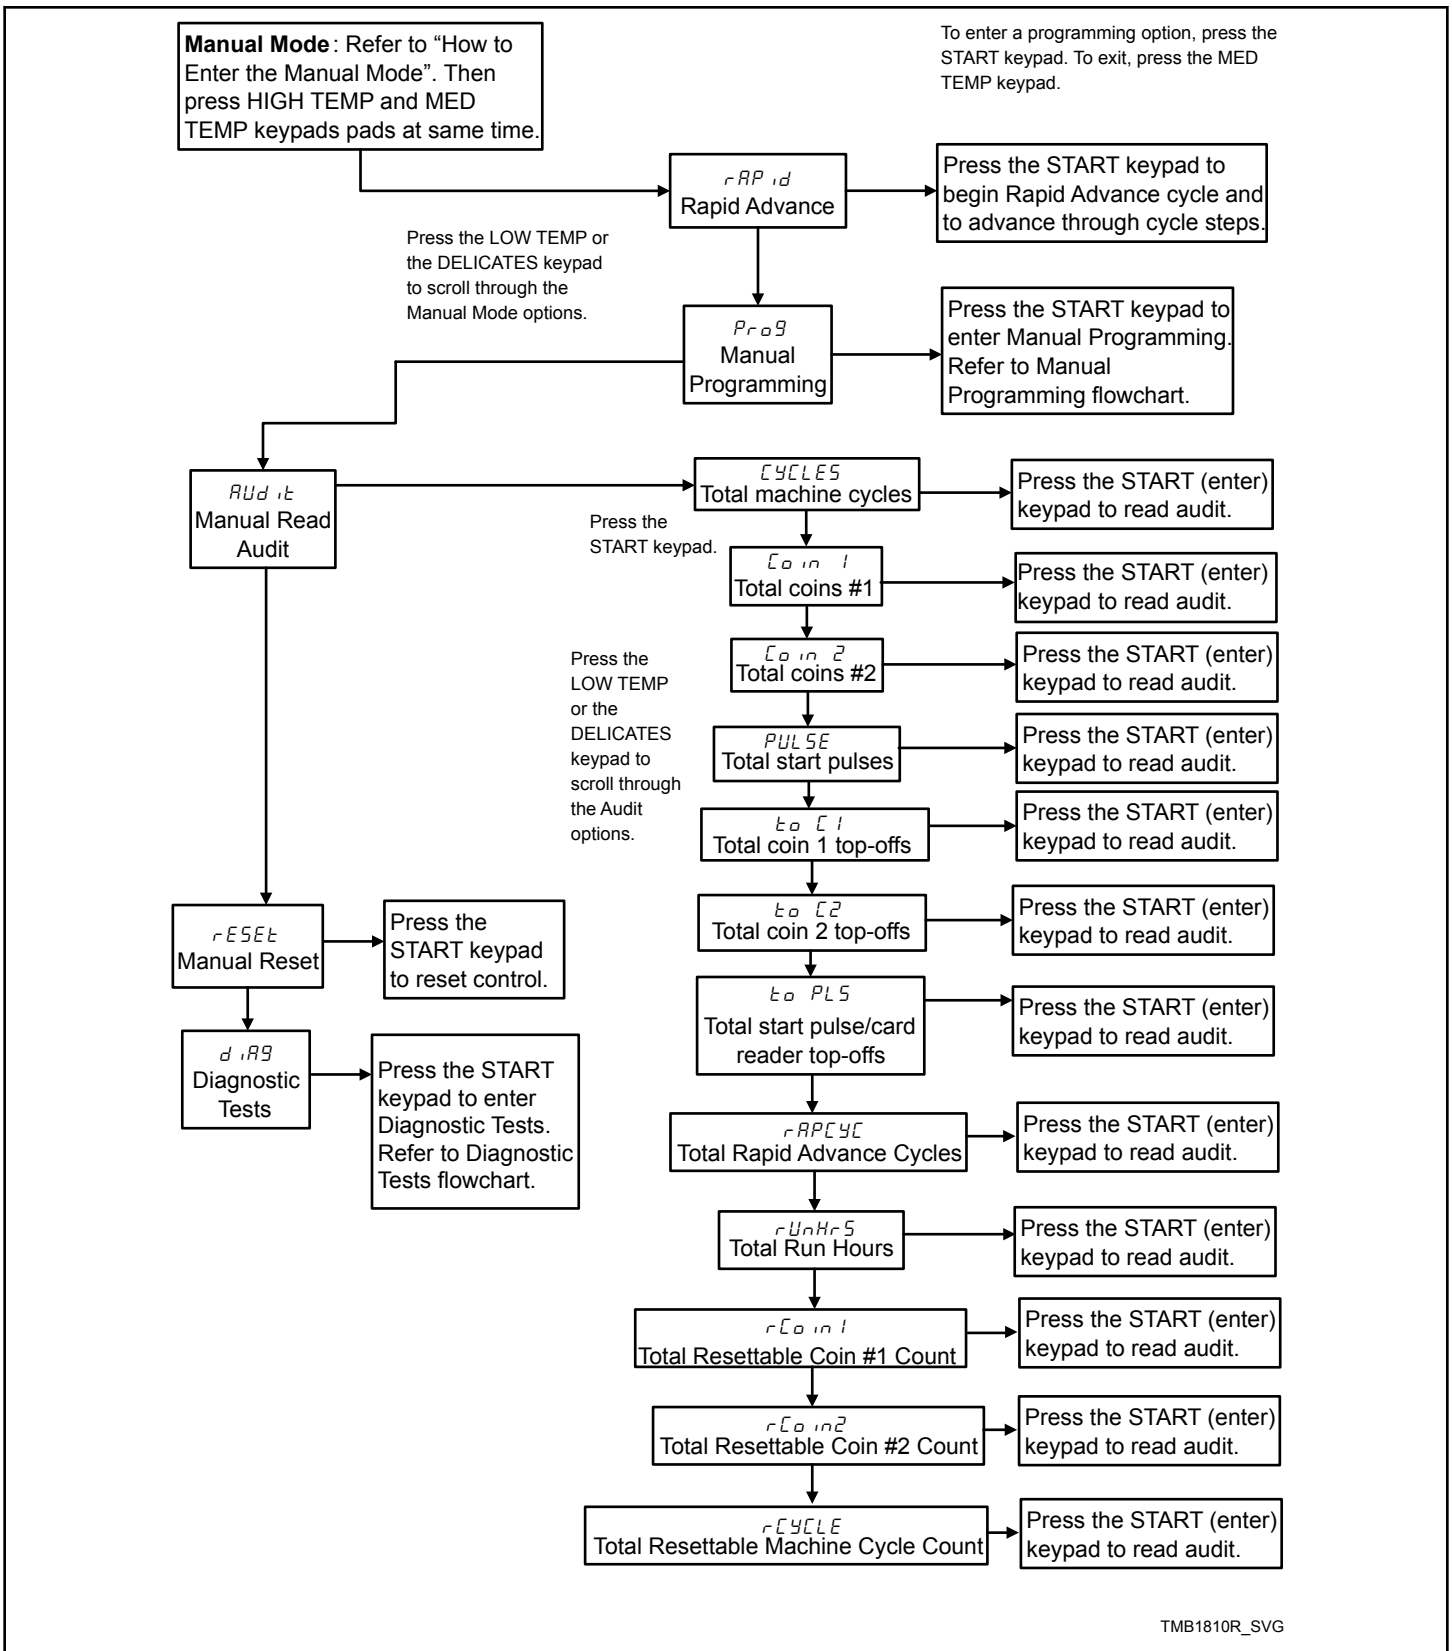 Manual Mode: Refer to “How to
Enter the Manual Mode”. Then
press HIGH TEMP and MED
TEMP keypads pads at same time.
To enter a programming option, press the
START keypad. To exit, press the MED
TEMP keypad.
rAPid
Rapid Advance
Press the START keypad to
begin Rapid Advance cycle and
to advance through cycle steps.
Press the LOW TEMP or
the DELICATES keypad
to scroll through the
Manual Mode options.
Prog
Manual
Programming
Press the START keypad to
enter Manual Programming.
Refer to Manual
Programming flowchart.
AUdit
Manual Read
Audit
Press the
START keypad.
CYCLES
Total machine cycles
Press the START (enter)
keypad to read audit.
Coin 1
Total coins #1
Press the START (enter)
keypad to read audit.
Press the
LOW TEMP
or the
DELICATES
keypad to
scroll through
the Audit
options.
Coin 2
Total coins #2
Press the START (enter)
keypad to read audit.
PULSE
Total start pulses
Press the START (enter)
keypad to read audit.
to C1
Total coin 1 top-offs
Press the START (enter)
keypad to read audit.
to C2
Total coin 2 top-offs
Press the START (enter)
keypad to read audit.
rESEt
Manual Reset
Press the
START keypad
to reset control.
to PLS
Total start pulse/card
reader top-offs
Press the START (enter)
keypad to read audit.
diAg
Diagnostic
Tests
Press the START
keypad to enter
Diagnostic Tests.
Refer to Diagnostic
Tests flowchart.
rAPCYC
Total Rapid Advance Cycles
Press the START (enter)
keypad to read audit.
rUnHrS
Total Run Hours
Press the START (enter)
keypad to read audit.
rCoin1
Total Resettable Coin #1 Count
Press the START (enter)
keypad to read audit.
rCoin2
Total Resettable Coin #2 Count
Press the START (enter)
keypad to read audit.
rCYCLE
Total Resettable Machine Cycle Count
Press the START (enter)
keypad to read audit.
TMB1810R_SVG